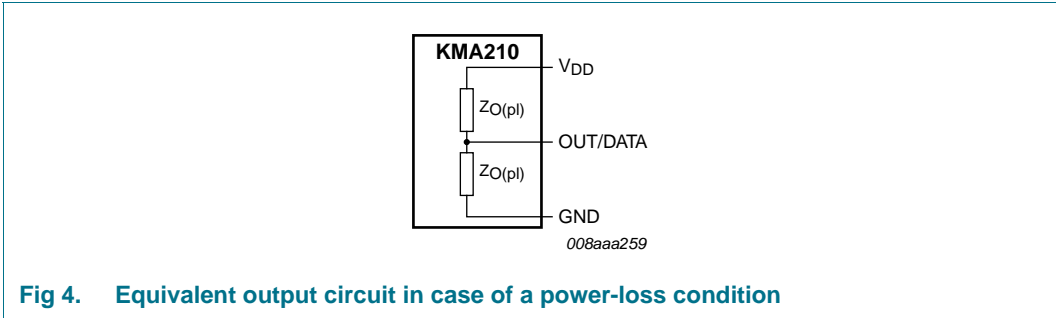 KMA210
VDD
ZO(pl)
OUT/DATA
ZO(pl)
GND
008aaa259
Fig 4. Equivalent output circuit in case of a power-loss condition